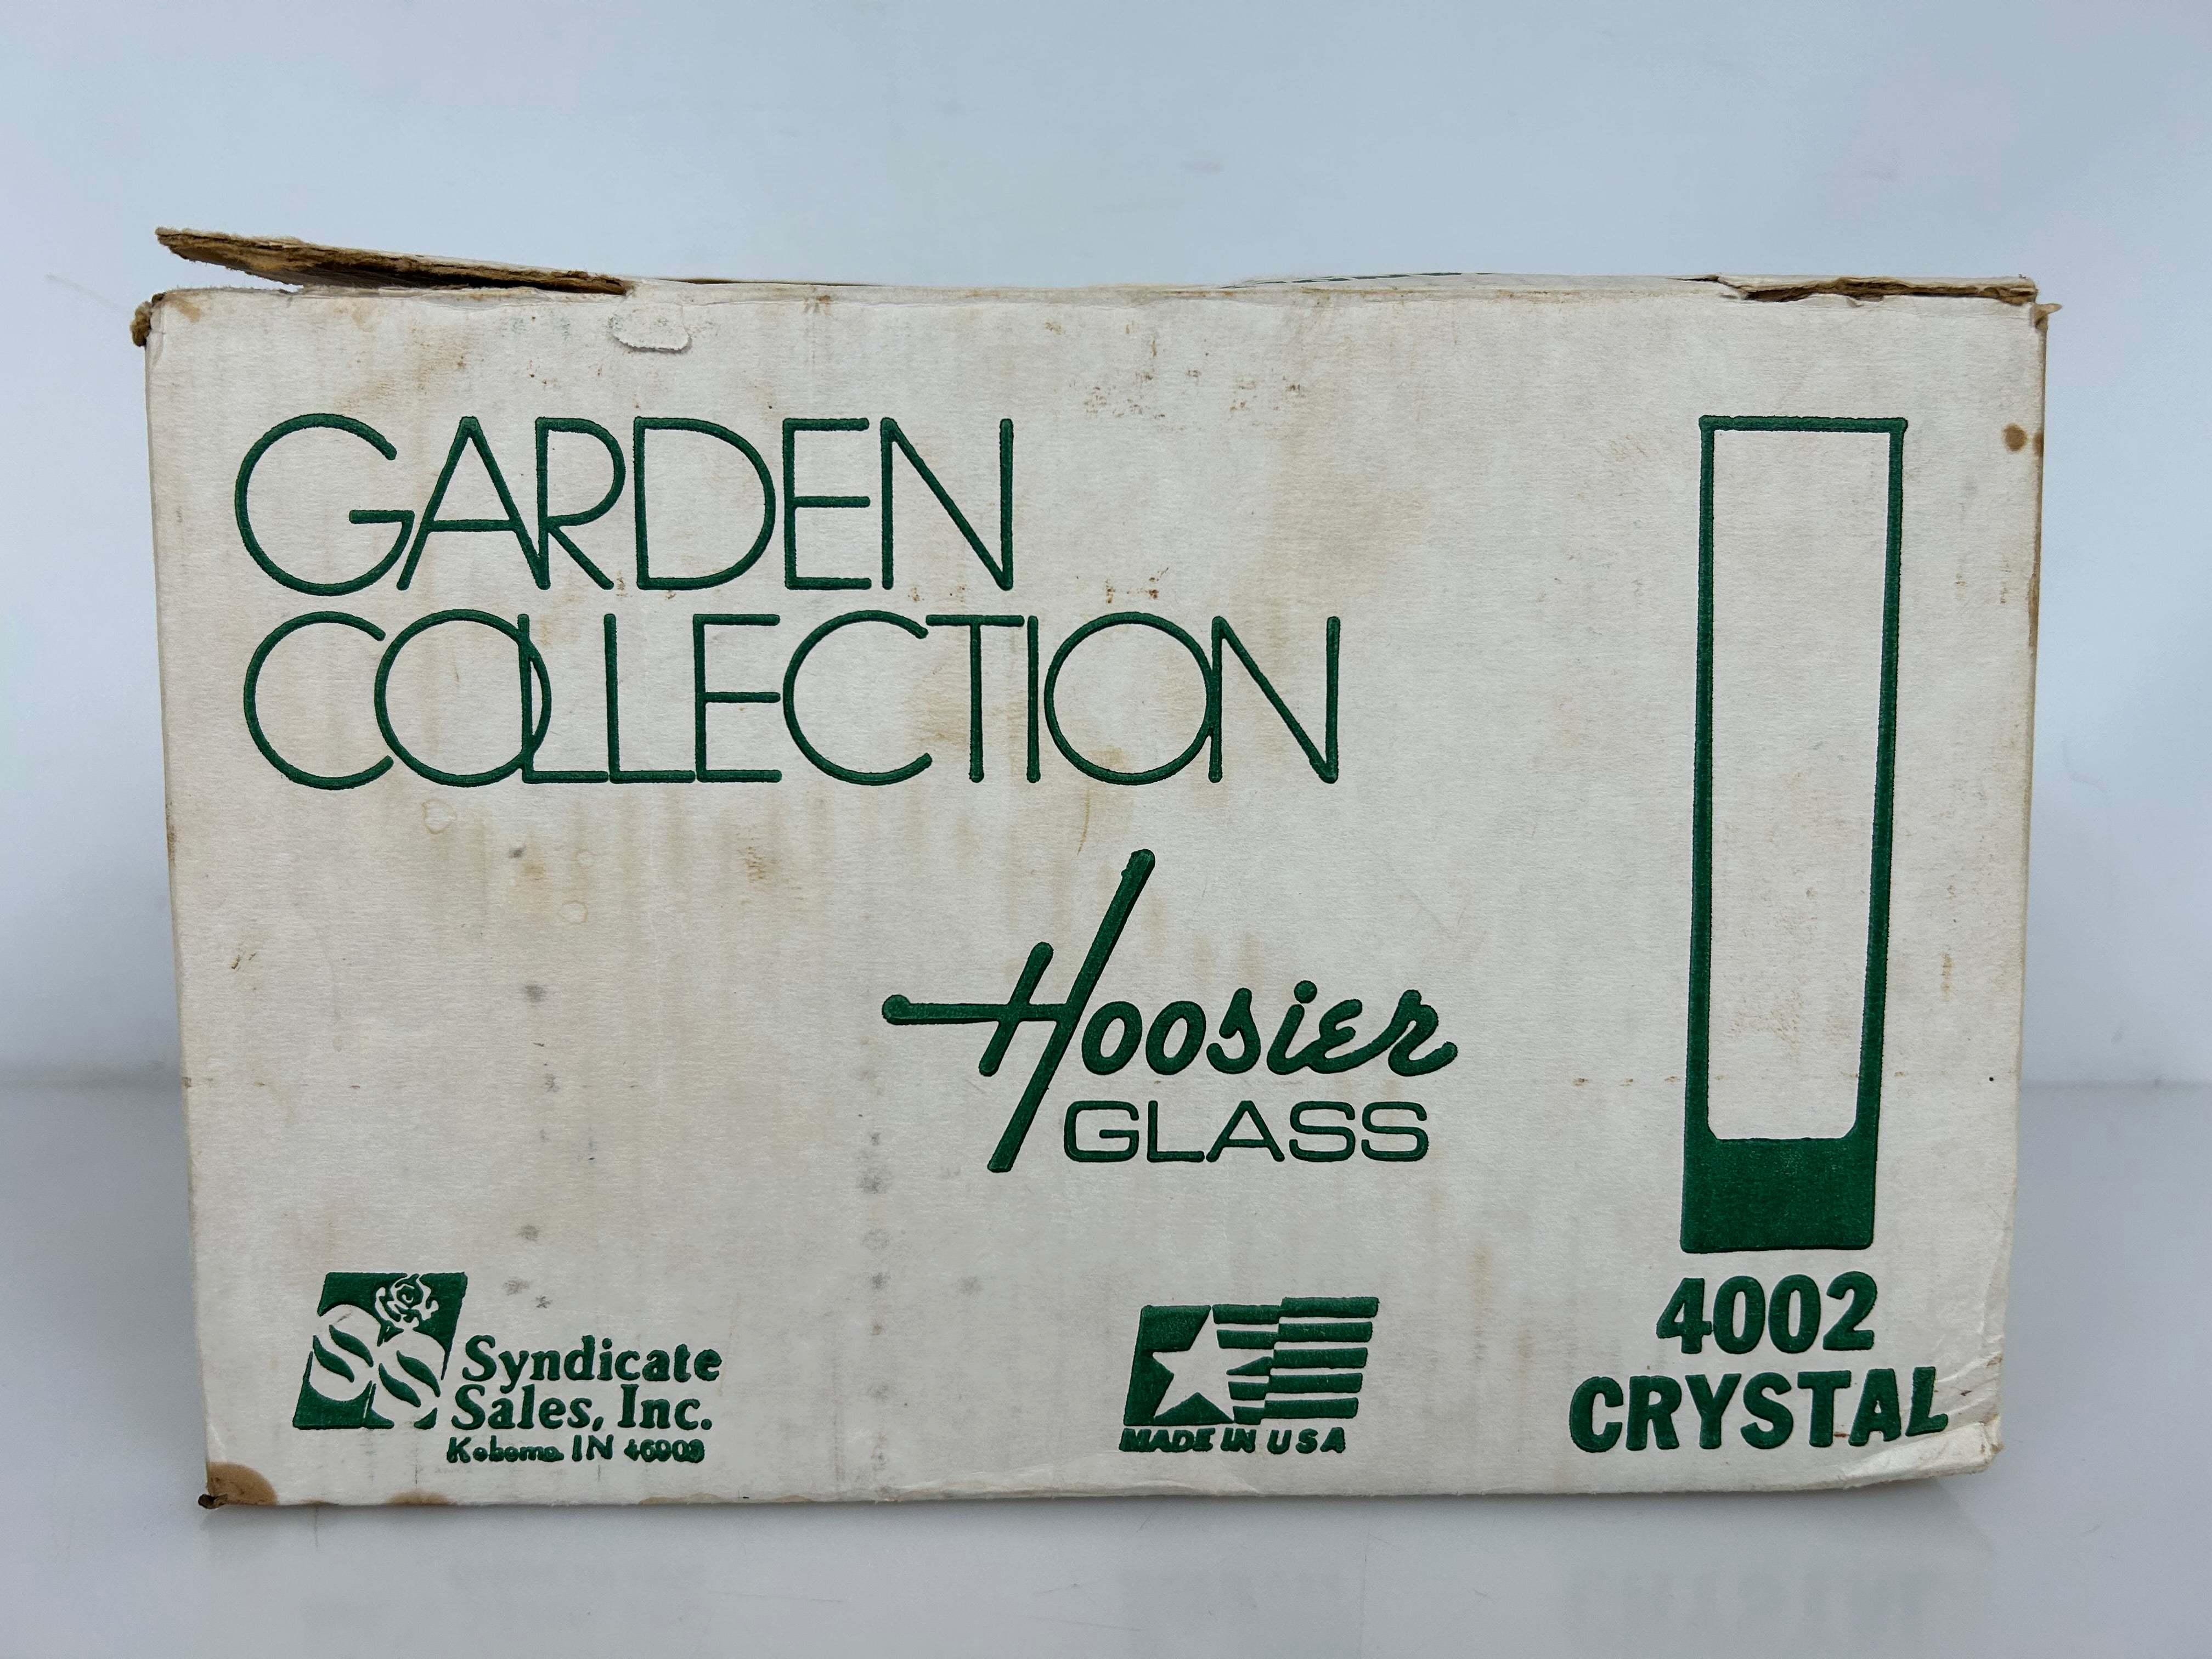 GARDEN
COLLECTION
Hoosier
GLASS
Syndicate
Sales, Inc.
Kokomo IN 46903
MADE IN USA
4002
CRYSTAL